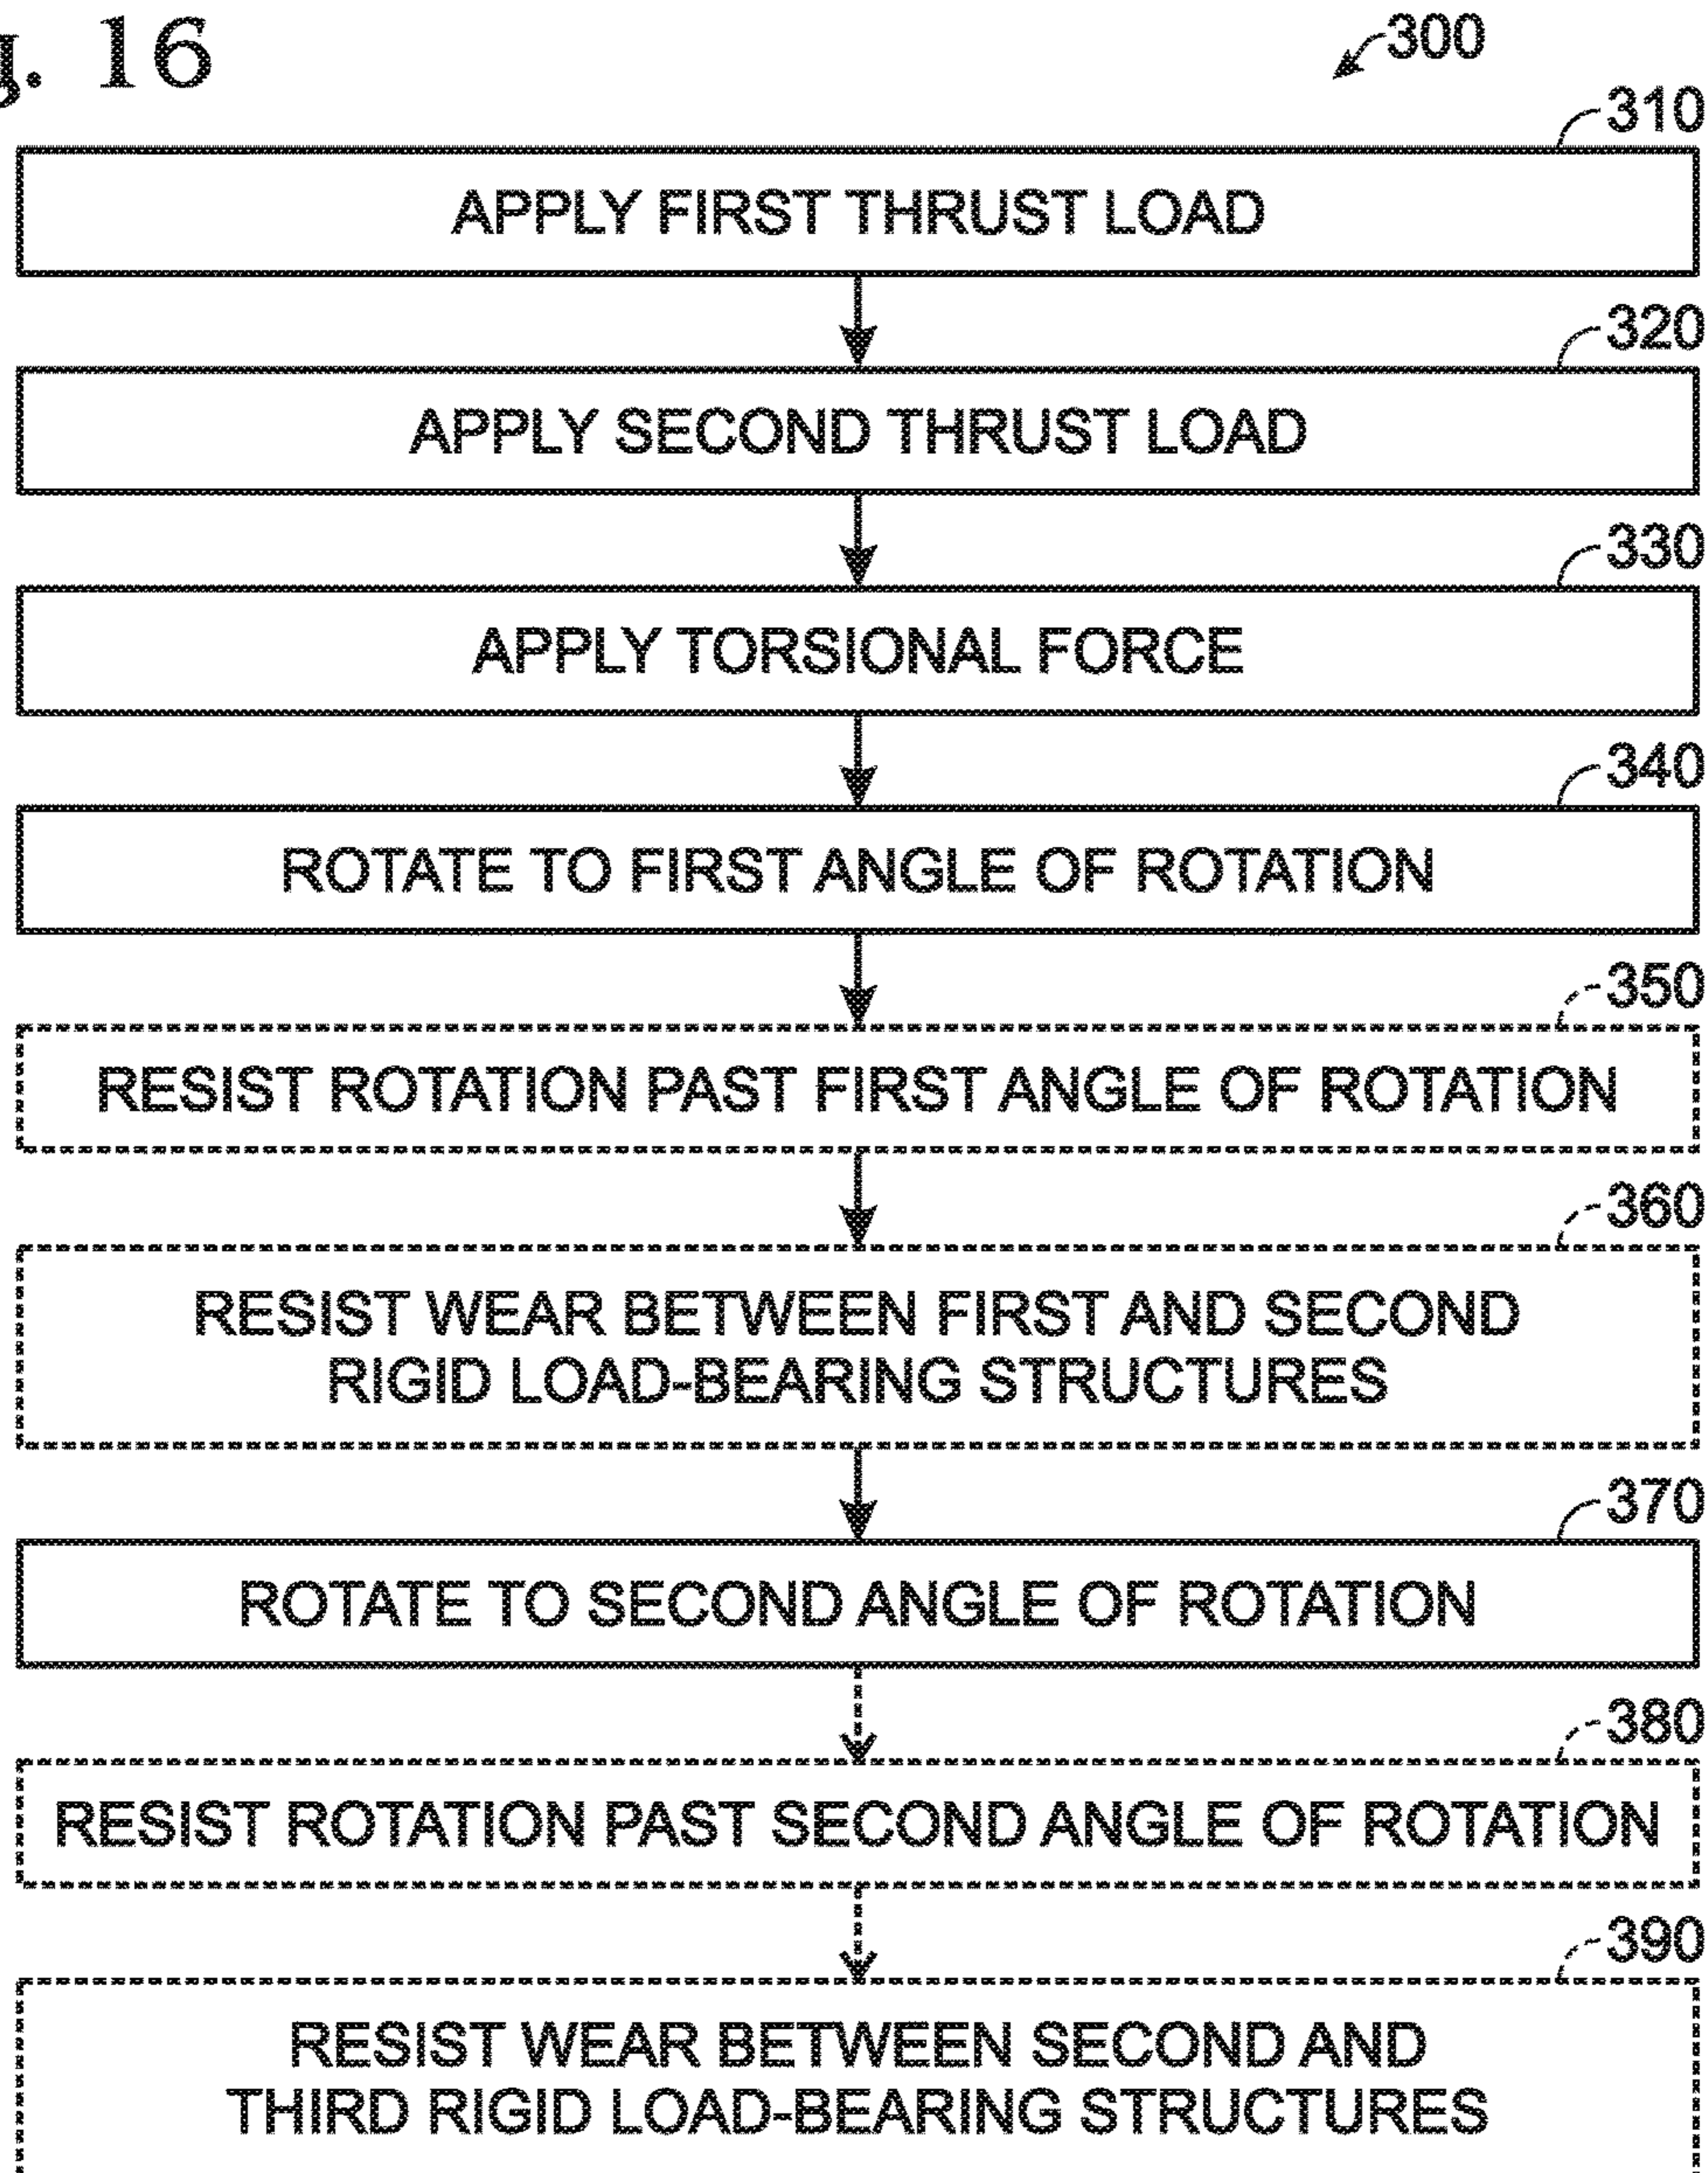 g. 16
300
310
APPLY FIRST THRUST LOAD
320
APPLY SECOND THRUST LOAD
330
APPLY TORSIONAL FORCE
340
ROTATE TO FIRST ANGLE OF ROTATION
350
RESIST ROTATION PAST FIRST ANGLE OF ROTATION
360
RESIST WEAR BETWEEN FIRST AND SECOND
RIGID LOAD-BEARING STRUCTURES
370
ROTATE TO SECOND ANGLE OF ROTATION
380
RESIST ROTATION PAST SECOND ANGLE OF ROTATION
390
RESIST WEAR BETWEEN SECOND AND
THIRD RIGID LOAD-BEARING STRUCTURES